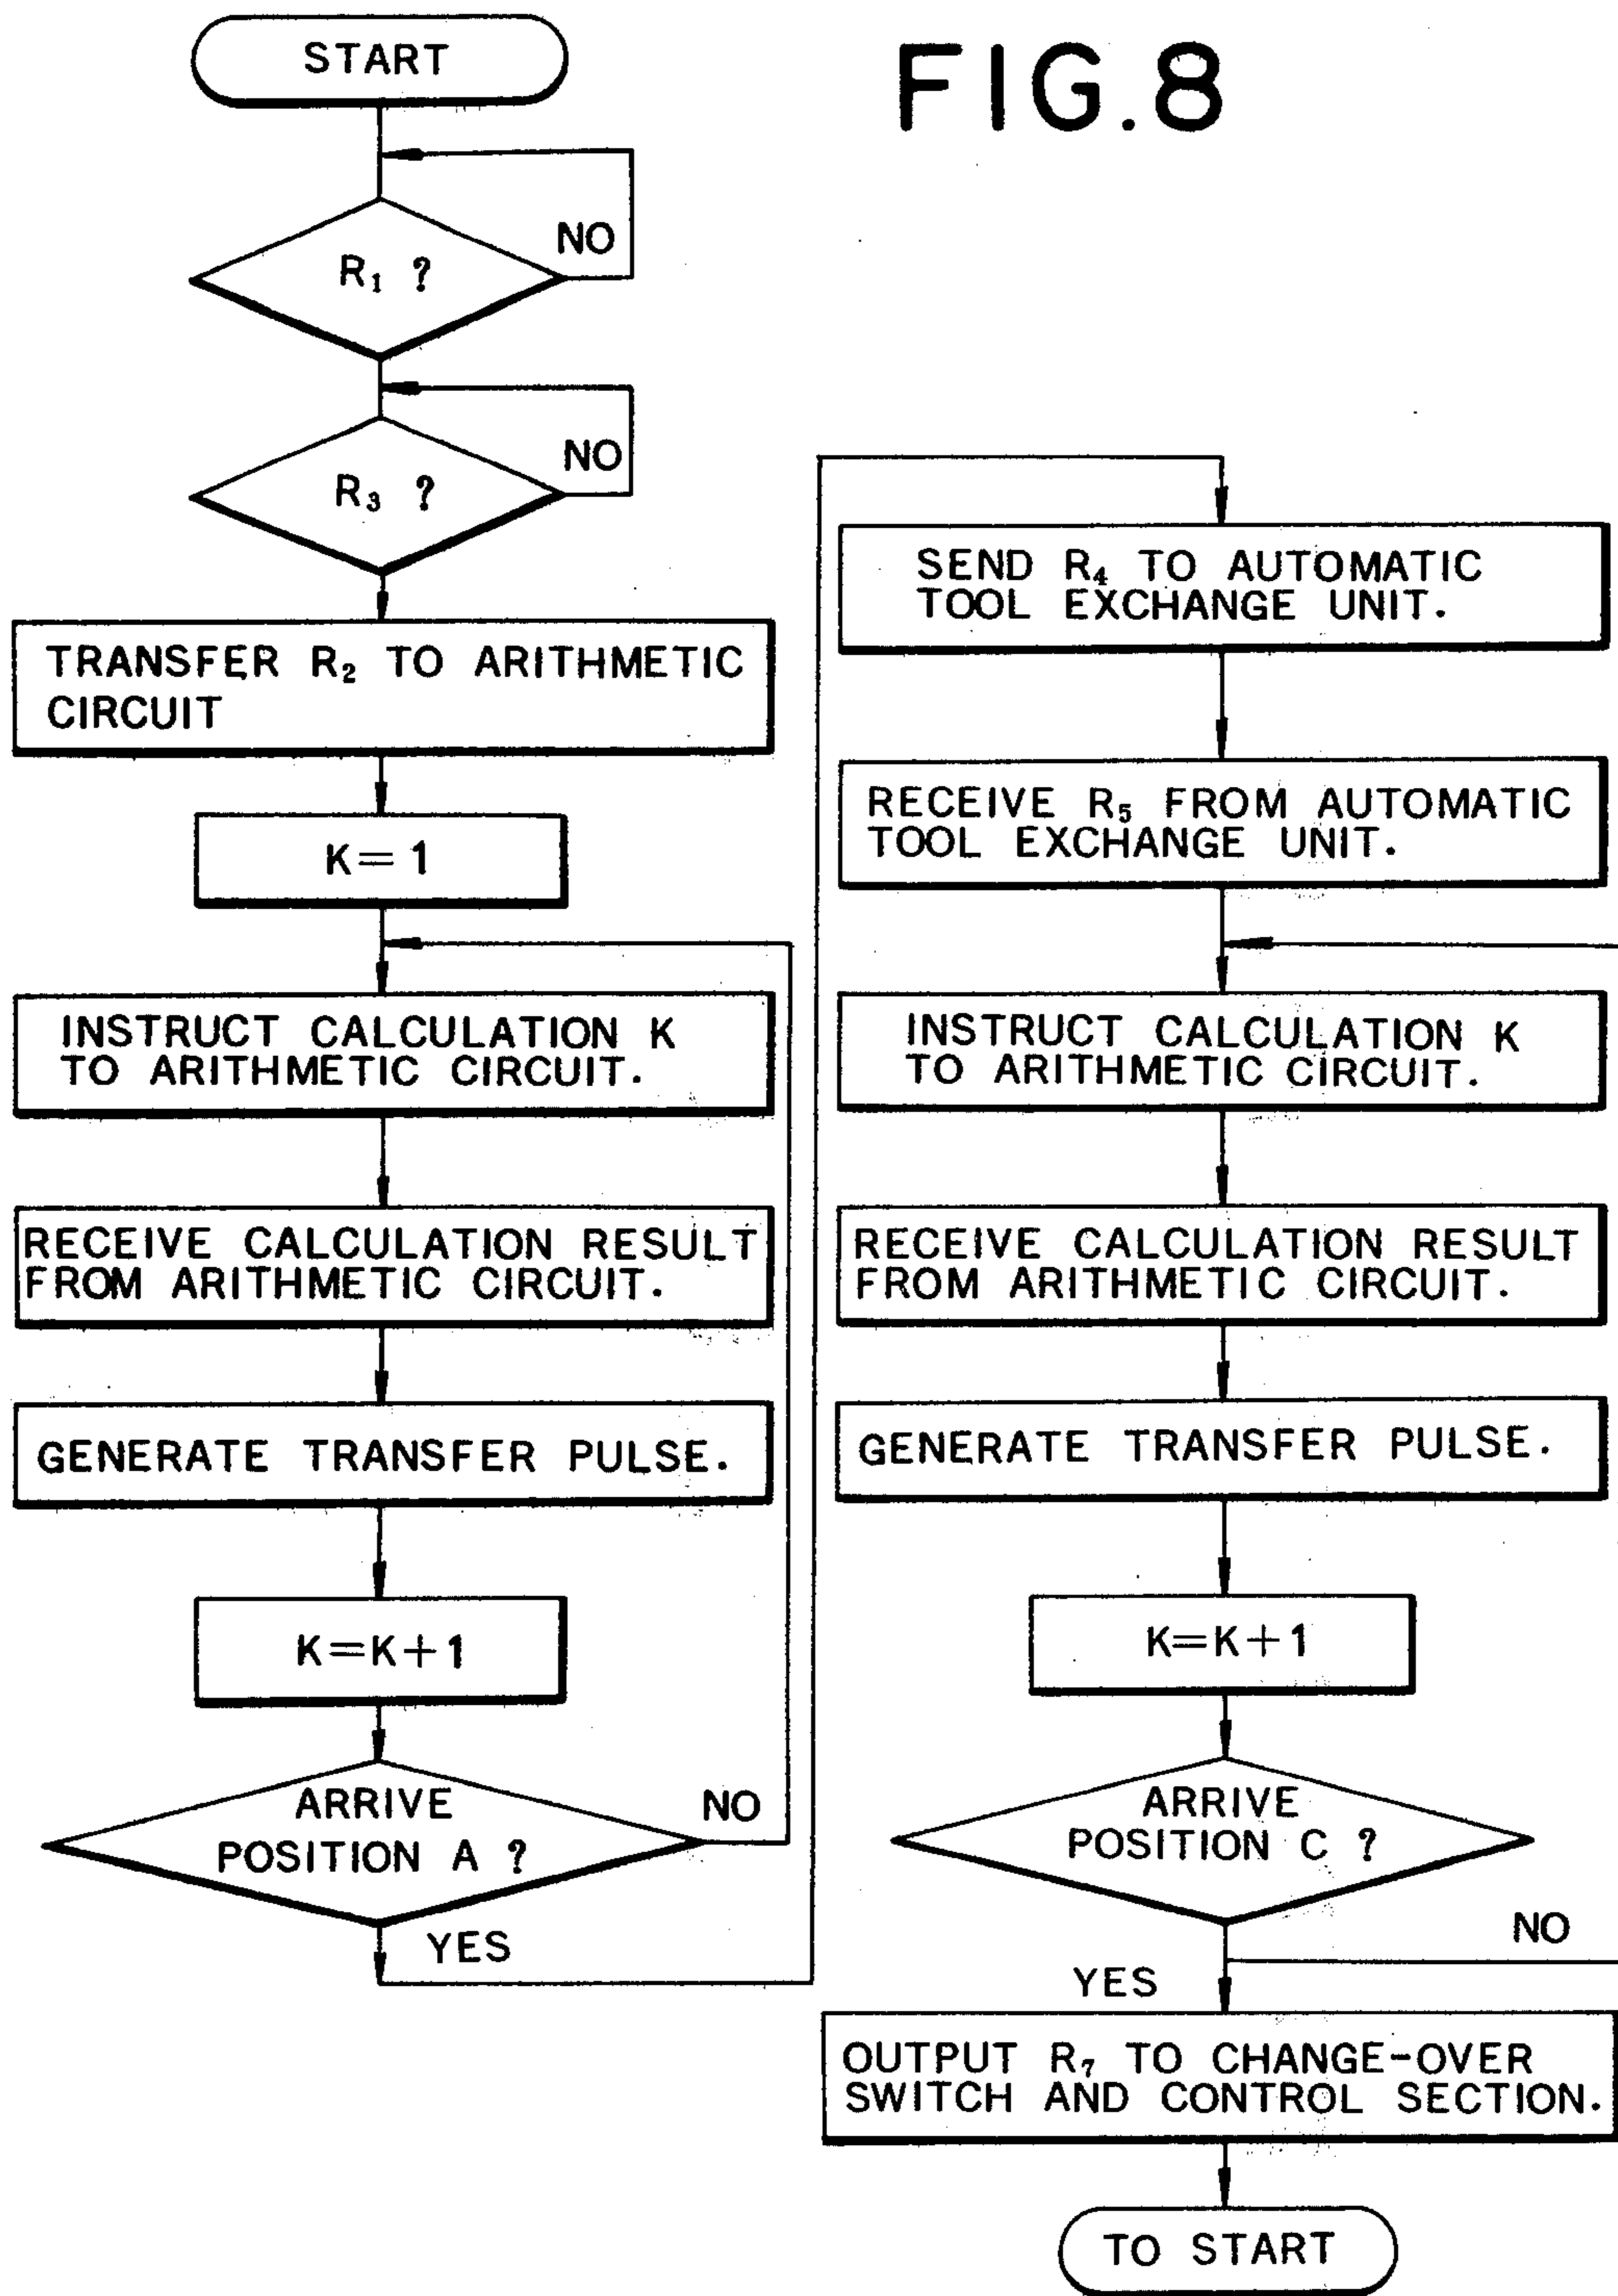 FIG.8
START
R₁ ?
NO
R₃ ?
NO
TRANSFER R₂ TO ARITHMETIC
CIRCUIT
K=1
INSTRUCT CALCULATION K
TO ARITHMETIC CIRCUIT.
RECEIVE CALCULATION RESULT
FROM ARITHMETIC CIRCUIT.
GENERATE TRANSFER PULSE.
K=K+1
ARRIVE
POSITION A ?
NO
YES
SEND R₄ TO AUTOMATIC
TOOL EXCHANGE UNIT.
RECEIVE R₅ FROM AUTOMATIC
TOOL EXCHANGE UNIT.
INSTRUCT CALCULATION K
TO ARITHMETIC CIRCUIT.
RECEIVE CALCULATION RESULT
FROM ARITHMETIC CIRCUIT.
GENERATE TRANSFER PULSE.
K=K+1
ARRIVE
POSITION C ?
NO
YES
OUTPUT R₇ TO CHANGE-OVER
SWITCH AND CONTROL SECTION.
TO START